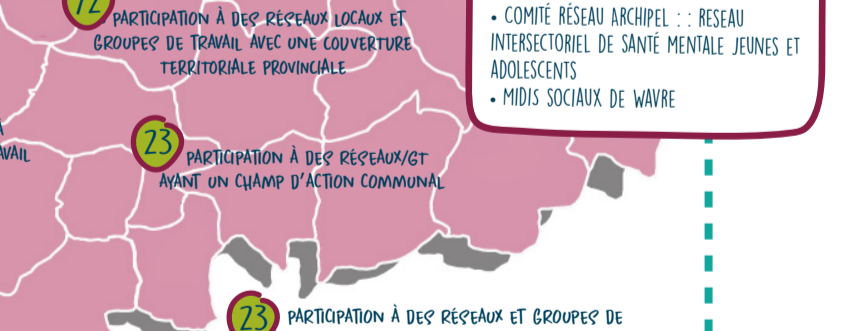 72
PARTICIPATION À DES RÉSEAUX LOCAUX ET
GROUPES DE TRAVAIL AVEC UNE COUVERTURE
TERRITORIALE PROVINCIALE
• COMITÉ RÉSEAU ARCHIPEL : : RESEAU
INTERSECTORIEL DE SANTÉ MENTALE JEUNES ET
ADOLESCENTS
• MIDIS SOCIAUX DE WAVRE
23
PARTICIPATION À DES RÉSEAUX/GT
AYANT UN CHAMP D'ACTION COMMUNAL
23
PARTICIPATION À DES RÉSEAUX ET GROUPES DE